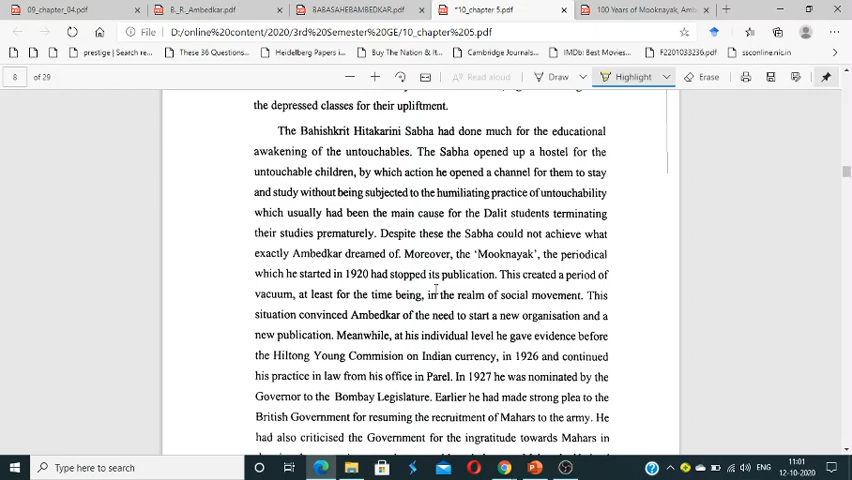 09_chapter_04.pdf
B_R_Ambedkar.pdf
BABASAHEBAMBEDKAR.pdf
*10_chapter 5.pdf
100 Years of Mooknayak, Amb
File D:/online%20content/2020/3rd%20Semester%20GE/10_chapter%205.pdf
prestige | Search |...
These 36 Questions...
Heidelberg Papers i...
Buy The Nation & It...
Cambridge Journals...
IMDb: Best Movies...
F2201033236.pdf
ssconline.nic.in
8 of 29
Read aloud
Draw
Highlight
Erase
the depressed classes for their upliftment.
The Bahishkrit Hitakarini Sabha had done much for the educational
awakening of the untouchables. The Sabha opened up a hostel for the
untouchable children, by which action he opened a channel for them to stay
and study without being subjected to the humiliating practice of untouchability
which usually had been the main cause for the Dalit students terminating
their studies prematurely. Despite these the Sabha could not achieve what
exactly Ambedkar dreamed of. Moreover, the ‘Mooknayak’, the periodical
which he started in 1920 had stopped its publication. This created a period of
vacuum, at least for the time being, in the realm of social movement. This
situation convinced Ambedkar of the need to start a new organisation and a
new publication. Meanwhile, at his individual level he gave evidence before
the Hiltong Young Commision on Indian currency, in 1926 and continued
his practice in law from his office in Parel. In 1927 he was nominated by the
Governor to the Bombay Legislature. Earlier he had made strong plea to the
British Government for resuming the recruitment of Mahars to the army. He
had also criticised the Government for the ingratitude towards Mahars in
Type here to search
ENG
11:01
12-10-2020